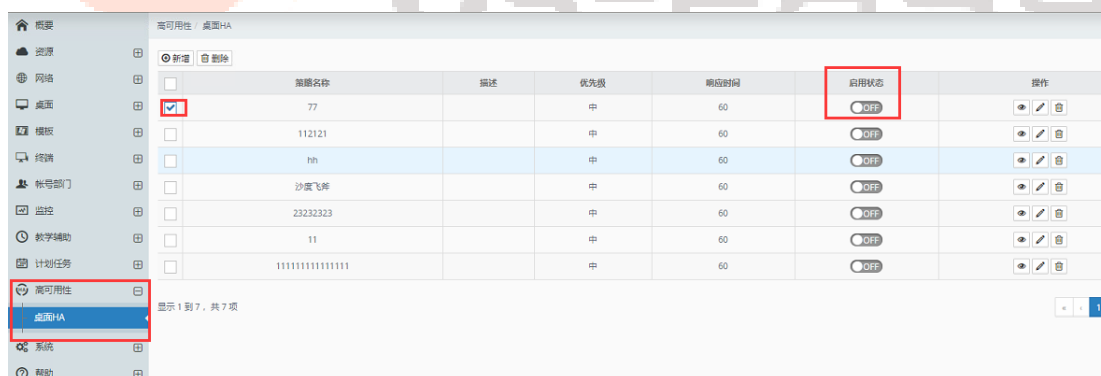 概要
资源
网络
桌面
模板
终端
帐号部门
监控
教学辅助
计划任务
高可用性
桌面HA
系统
帮助
高可用性 / 桌面HA
新增 删除
策略名称 描述 优先级 响应时间 启用状态 操作
77 中 60 OFF
112121 中 60 OFF
hh 中 60 OFF
沙度飞斧 中 60 OFF
23232323 中 60 OFF
11 中 60 OFF
111111111111111 中 60 OFF
显示 1 到 7 ，共 7 项
« ‹ 1